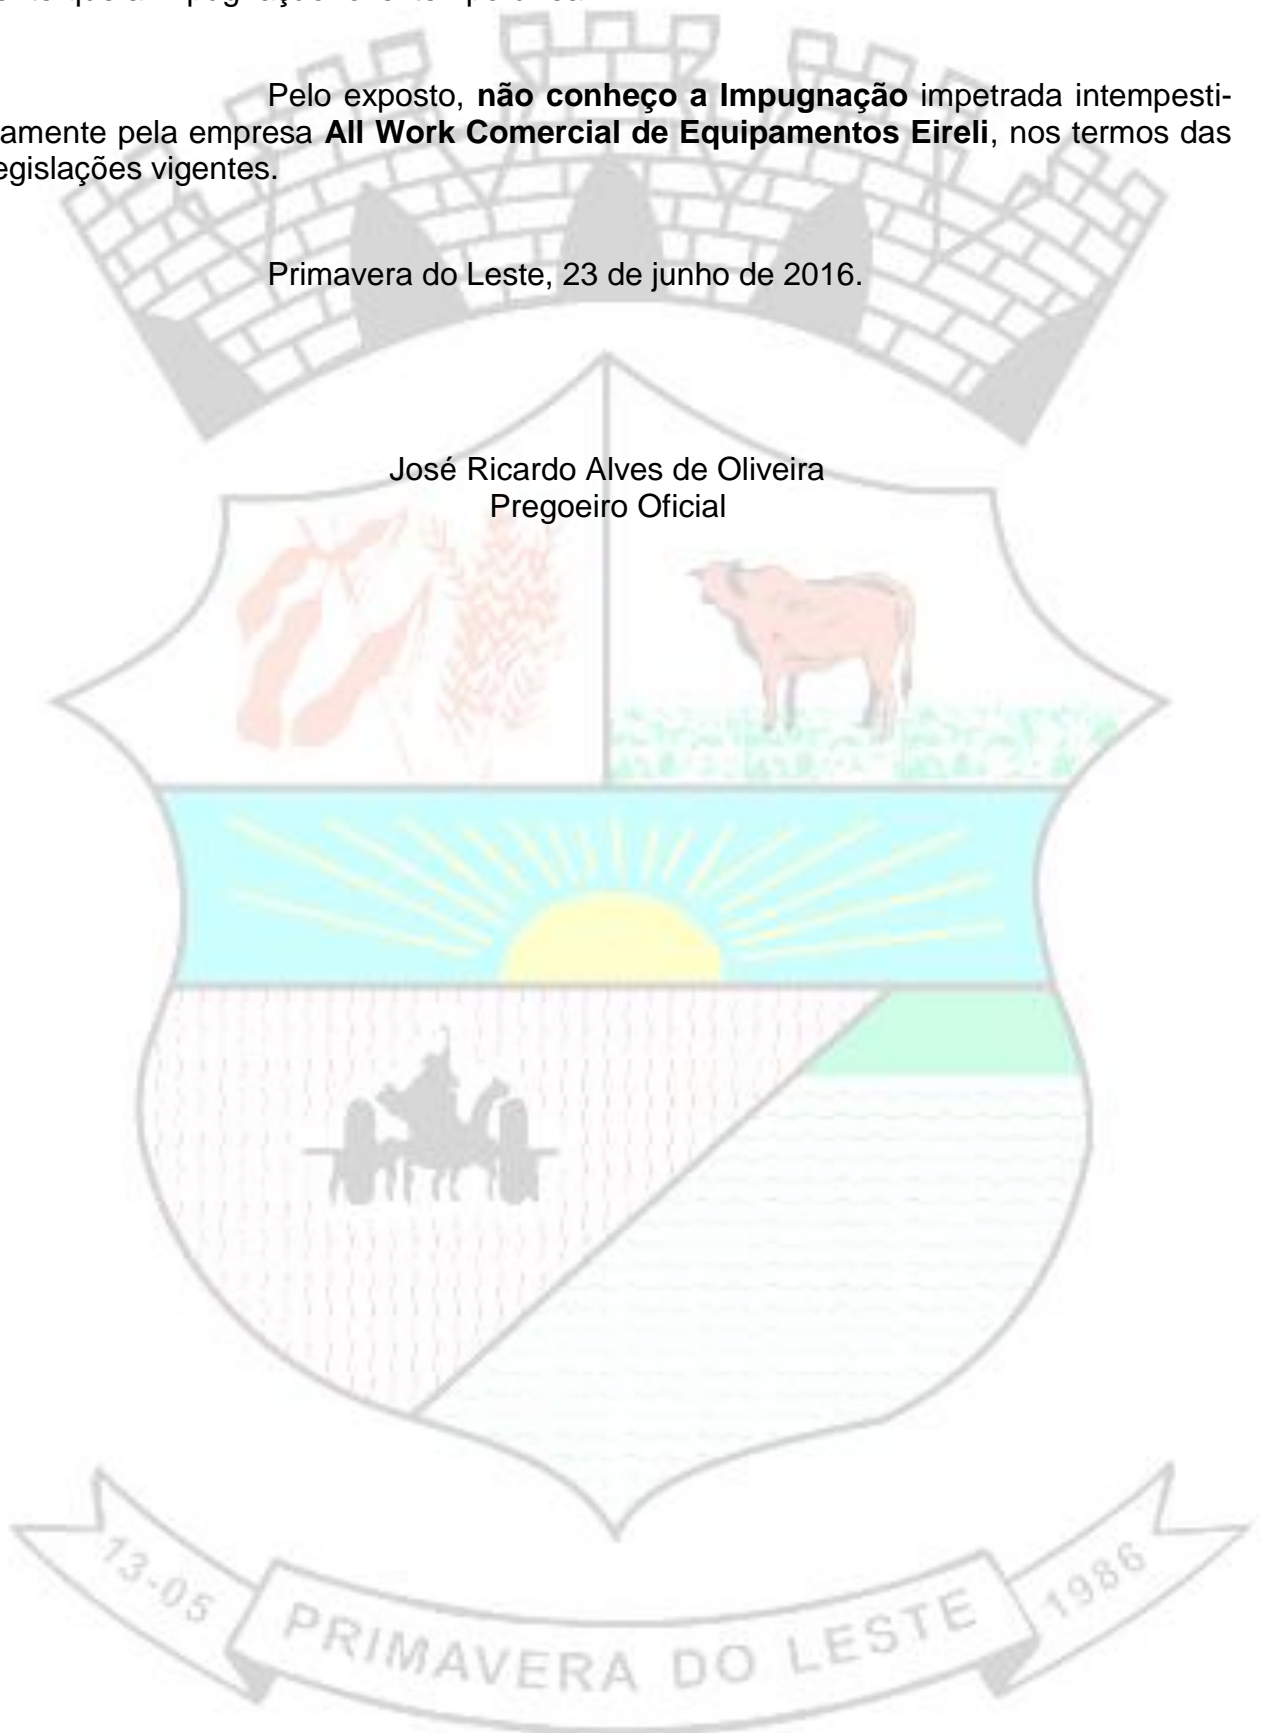 Pelo exposto, não conheço a Impugnação impetrada intempesti-
amente pela empresa All Work Comercial de Equipamentos Eireli, nos termos das
egislações vigentes.
Primavera do Leste, 23 de junho de 2016.
José Ricardo Alves de Oliveira
Pregoeiro Oficial
13-05 PRIMAVERA DO LESTE 1986